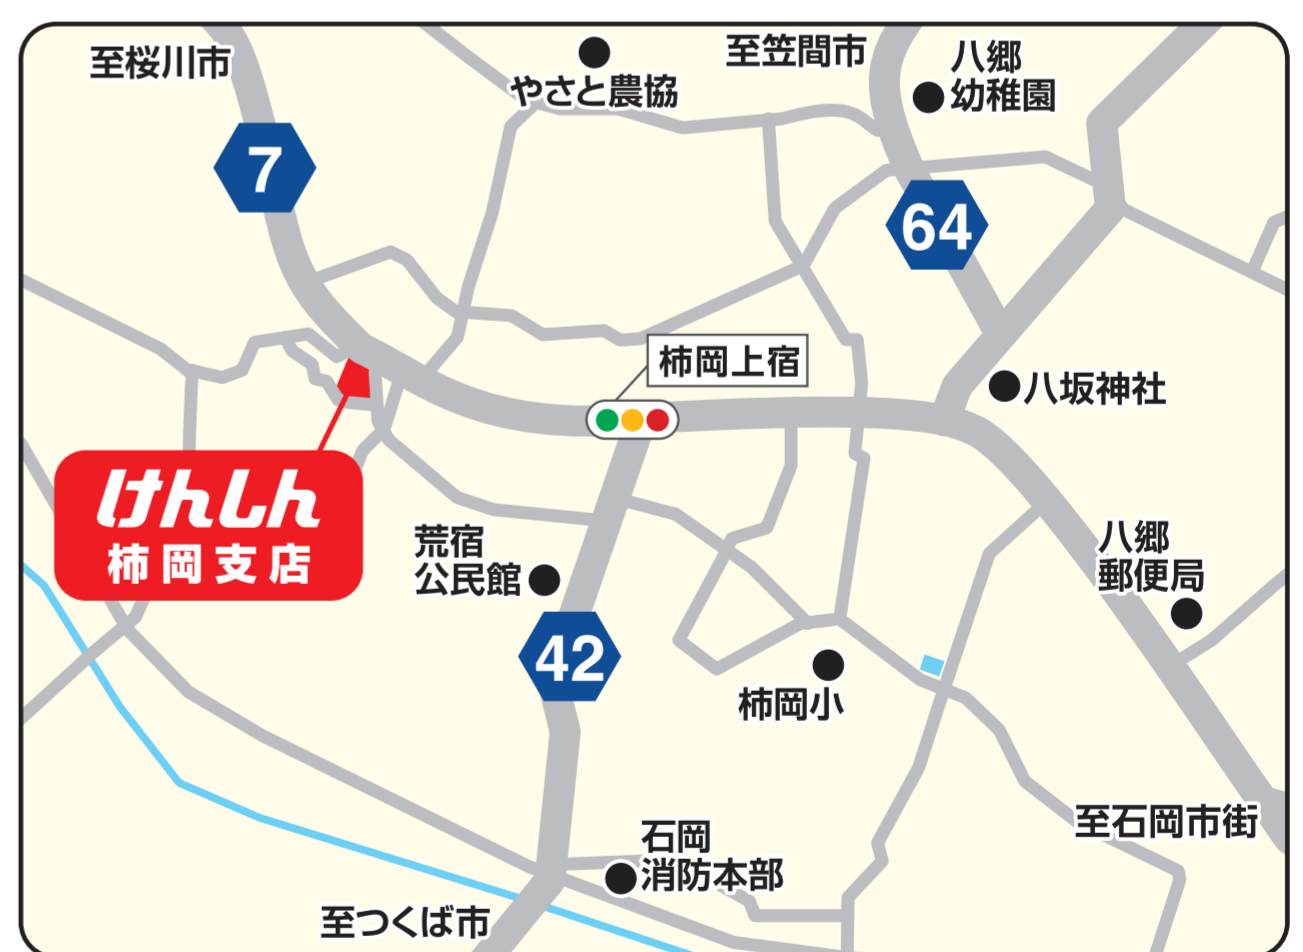 至桜川市
やさと農協
至笠間市
八郷
幼稚園
7
64
柿岡上宿
八坂神社
けんしん
柿岡支店
荒宿
公民館
八郷
郵便局
42
柿岡小
至石岡市街
石岡
消防本部
至つくば市